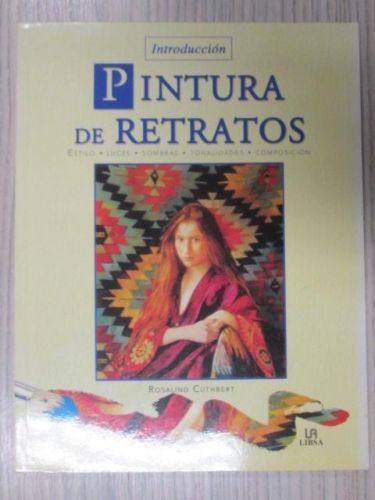 Introducción
PINTURA
DE RETRATOS
ESTILO • LUCES • SOMBRAS • TONALIDADES • COMPOSICIÓN
ROSALIND CUTHBERT
LIBSA